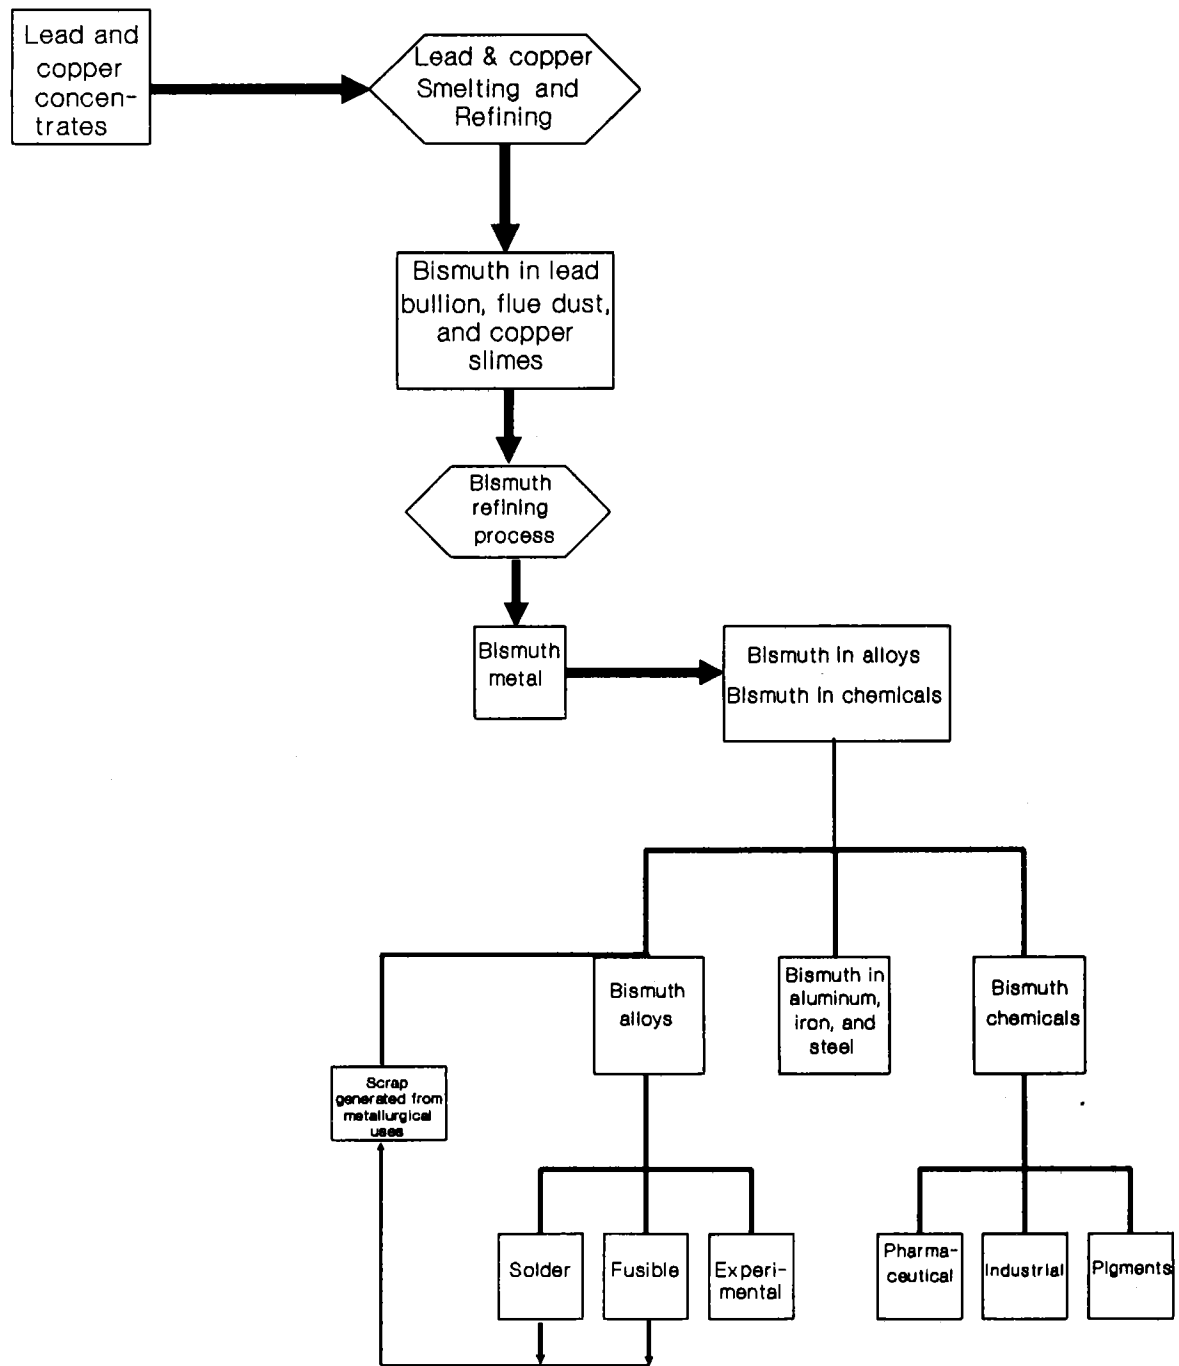 Lead and
copper
concen-
trates
Lead & copper
Smelting and
Refining
Bismuth in lead
bullion, flue dust,
and copper
slimes
Bismuth
refining
process
Bismuth
metal
Bismuth in alloys
Bismuth in chemicals
Bismuth
alloys
Bismuth in
aluminum,
iron, and
steel
Bismuth
chemicals
Scrap
generated from
metallurgical
uses
Solder
Fusible
Experi-
mental
Pharma-
ceutical
Industrial
Pigments